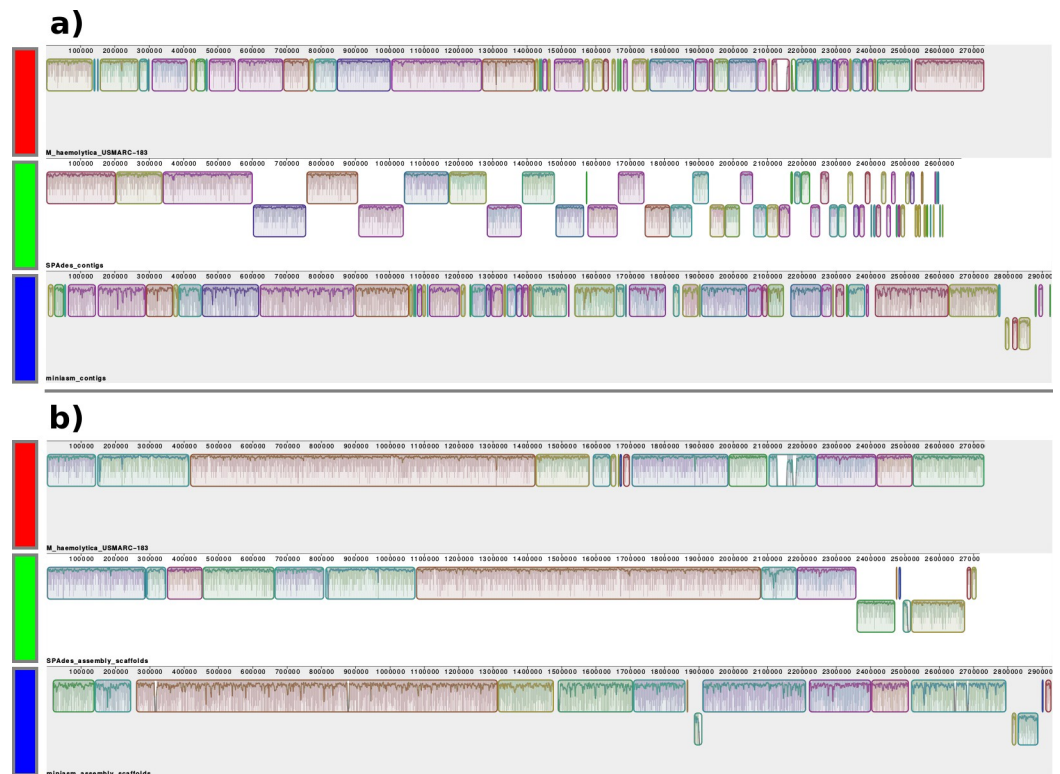 a)
100000 200000 300000 400000 500000 600000 700000 800000 900000 1000000 1100000 1200000 1300000 1400000 1500000 1600000 1700000 1800000 1900000 2000000 2100000 2200000 2300000 2400000 2500000 2600000 270000
M_haemolytica_USMARC-183
100000 200000 300000 400000 500000 600000 700000 800000 900000 1000000 1100000 1200000 1300000 1400000 1500000 1600000 1700000 1800000 1900000 2000000 2100000 2200000 2300000 2400000 2500000 2600000
SPAdes_contigs
100000 200000 300000 400000 500000 600000 700000 800000 900000 1000000 1100000 1200000 1300000 1400000 1500000 1600000 1700000 1800000 1900000 2000000 2100000 2200000 2300000 2400000 2500000 2600000 2700000 2800000 290000
miniasm_contigs
b)
100000 200000 300000 400000 500000 600000 700000 800000 900000 1000000 1100000 1200000 1300000 1400000 1500000 1600000 1700000 1800000 1900000 2000000 2100000 2200000 2300000 2400000 2500000 2600000 270000
M_haemolytica_USMARC-183
100000 200000 300000 400000 500000 600000 700000 800000 900000 1000000 1100000 1200000 1300000 1400000 1500000 1600000 1700000 1800000 1900000 2000000 2100000 2200000 2300000 2400000 2500000 2600000 27000
SPAdes_assembly_scaffolds
100000 200000 300000 400000 500000 600000 700000 800000 900000 1000000 1100000 1200000 1300000 1400000 1500000 1600000 1700000 1800000 1900000 2000000 2100000 2200000 2300000 2400000 2500000 2600000 2700000 2800000 290000
miniasm_assembly_scaffolds